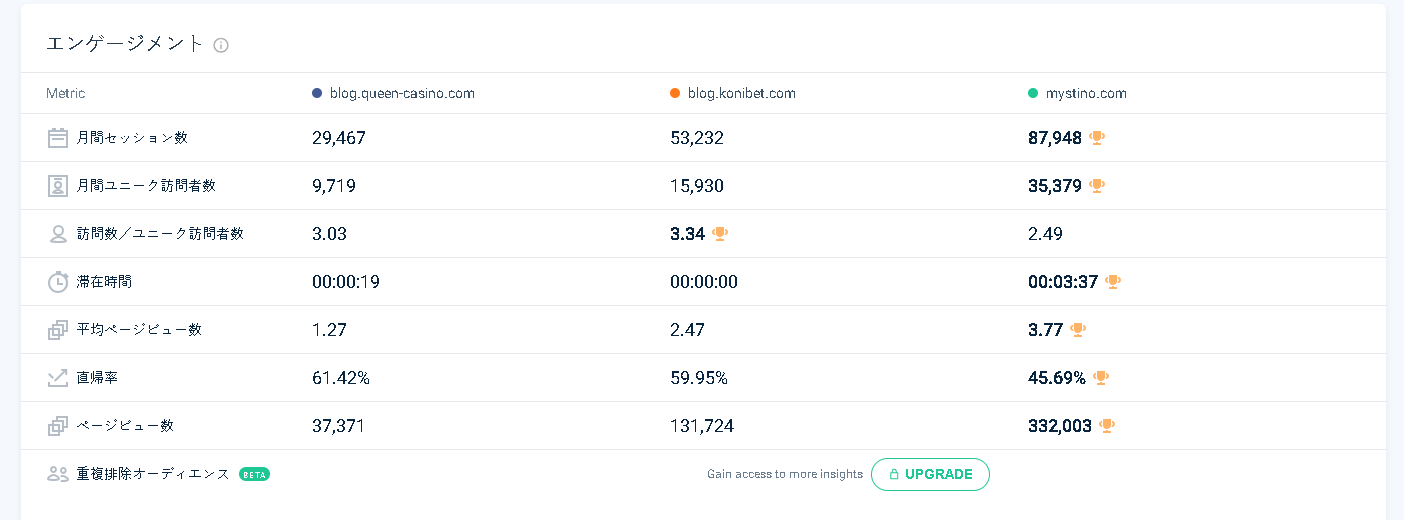 エンゲージメント
Metric blog.queen-casino.com blog.konibet.com mystino.com
月間セッション数 29,467 53,232 87,948
月間ユニーク訪問者数 9,719 15,930 35,379
訪問数／ユニーク訪問者数 3.03 3.34 2.49
滞在時間 00:00:19 00:00:00 00:03:37
平均ページビュー数 1.27 2.47 3.77
直帰率 61.42% 59.95% 45.69%
ページビュー数 37,371 131,724 332,003
重複排除オーディエンス BETA Gain access to more insights UPGRADE